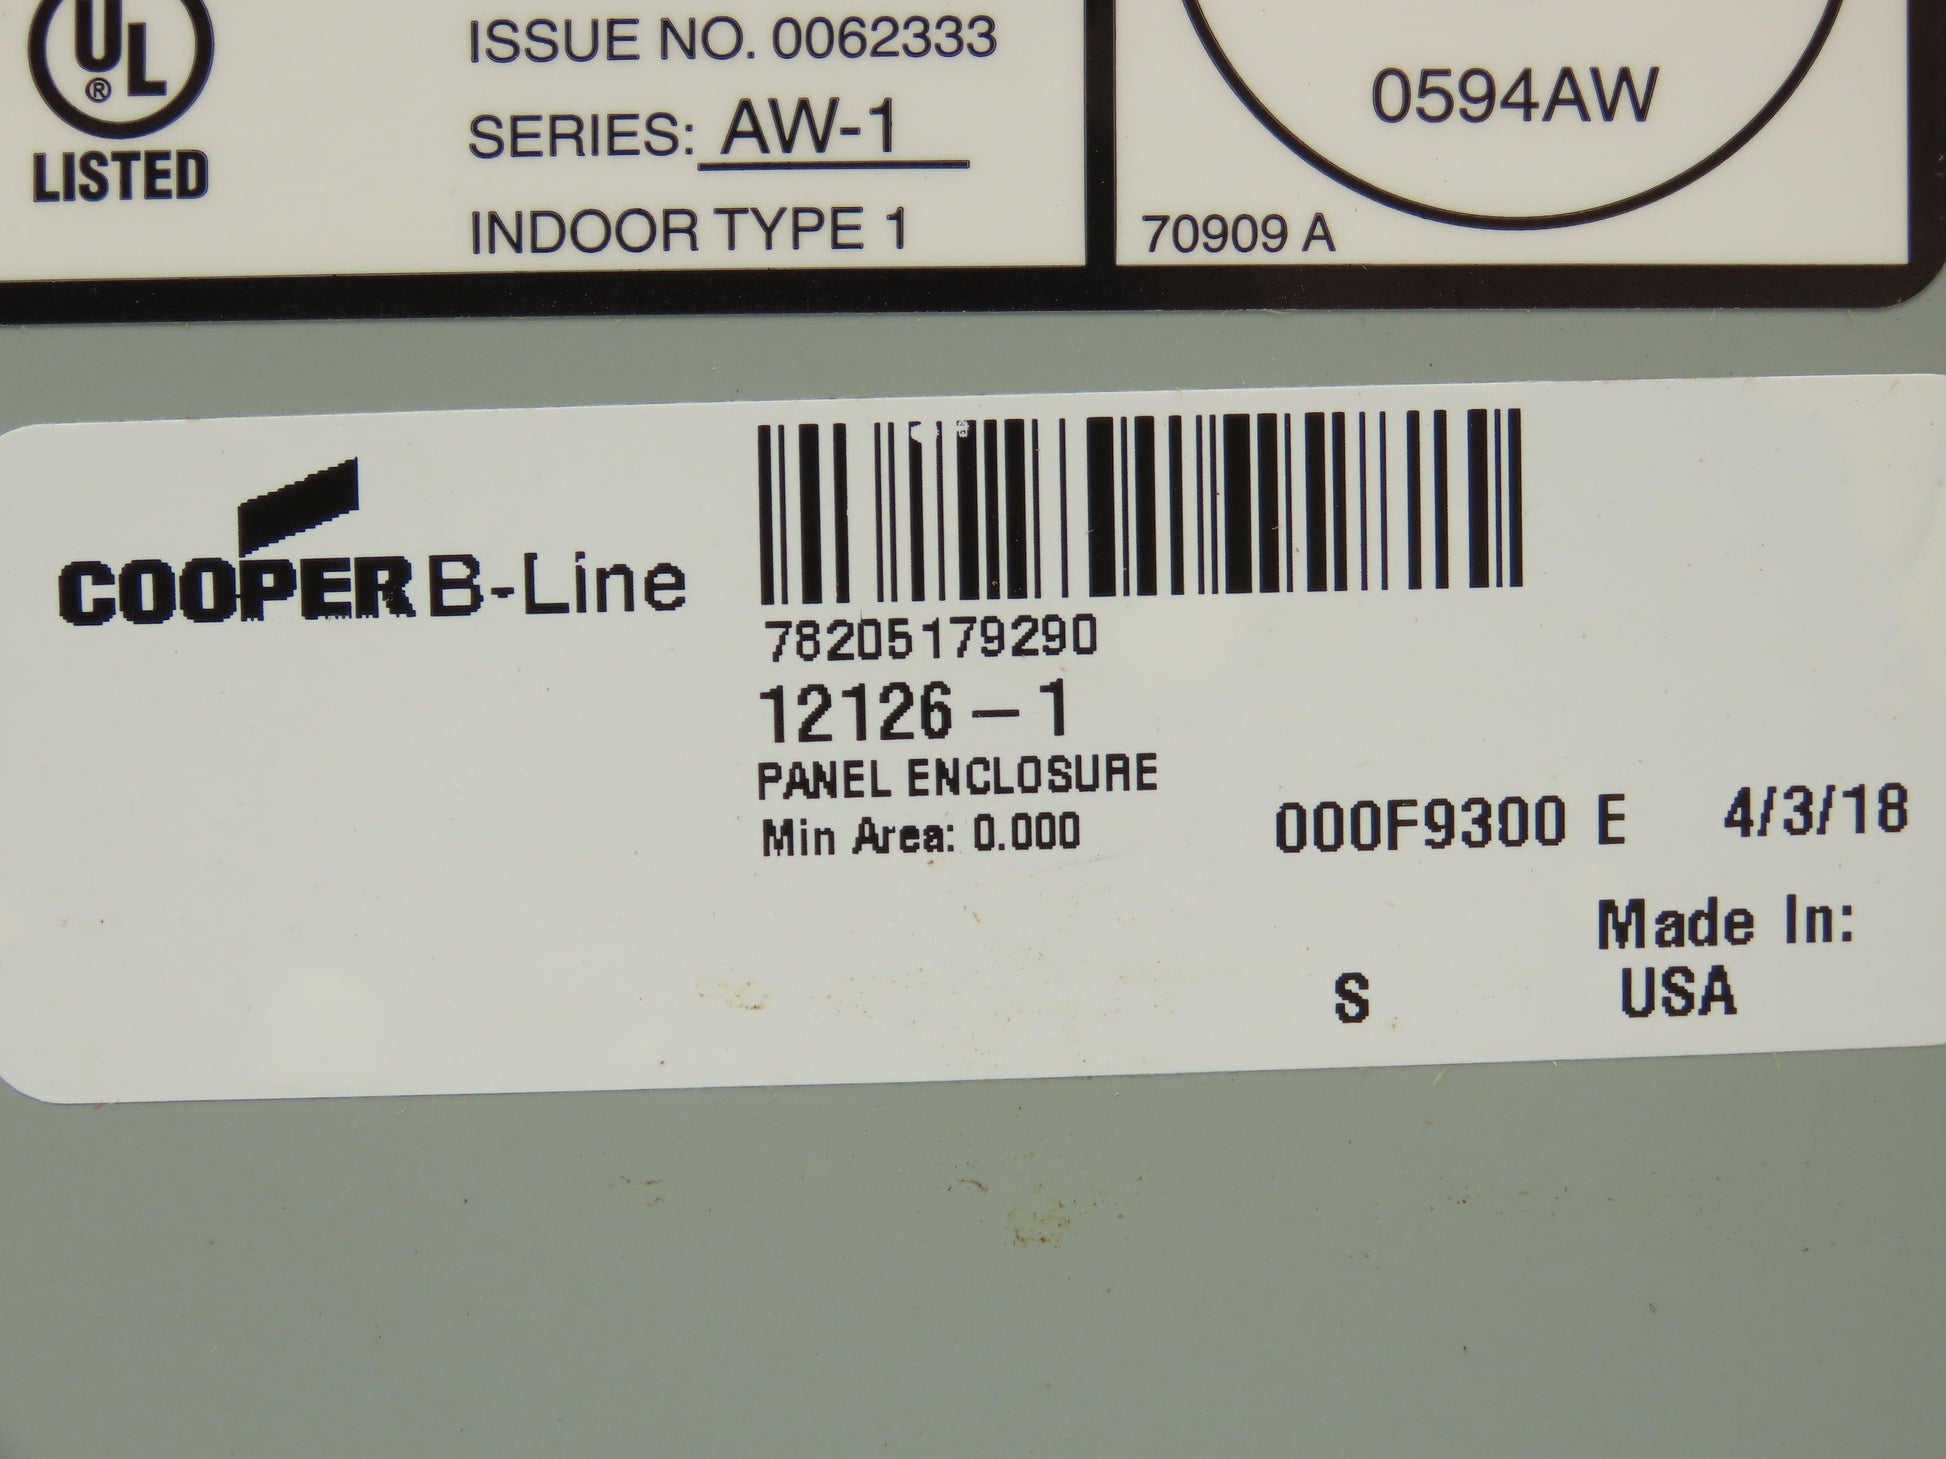 UL
®
LISTED
ISSUE NO. 0062333
SERIES: AW-1
INDOOR TYPE 1
0594AW
70909 A
COOPER B-Line
78205179290
12126-1
PANEL ENCLOSURE
Min Area: 0.000
000F9300 E 4/3/18
Made In:
S USA